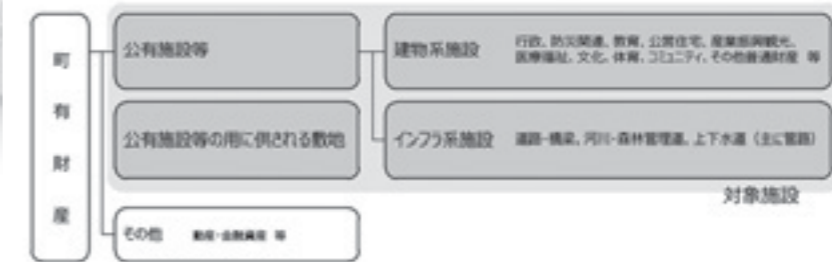 町有財産
公有施設等
建物系施設
行政、防災関連、教育、公営住宅、産業振興観光、
医療福祉、文化、体育、コミュニティ、その他普通財産 等
公有施設等の用に供される敷地
インフラ系施設
道路・橋梁、河川・森林管理道、上下水道（主に管路）
対象施設
その他
動産・金融資産 等